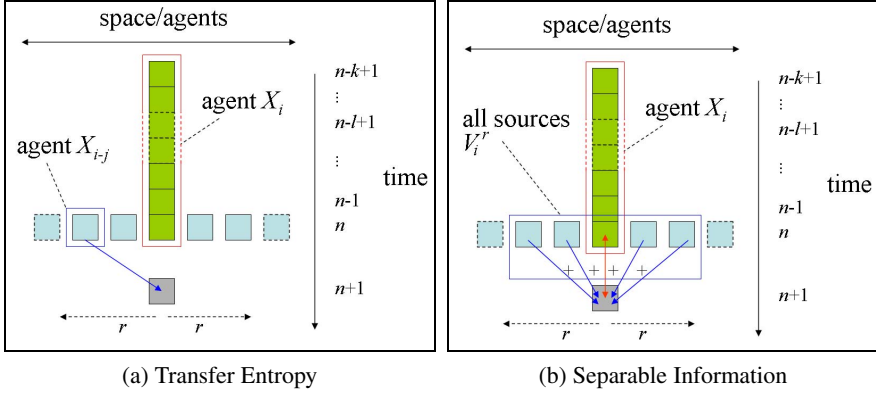 space/agents
n-k+1
⋮
n-l+1
⋮
n-1
n
n+1
agent X_i
agent X_{i-j}
time
r
r
(a) Transfer Entropy
space/agents
n-k+1
⋮
n-l+1
⋮
n-1
n
n+1
agent X_i
all sources
V_i^r
time
+ + + +
r
r
(b) Separable Information